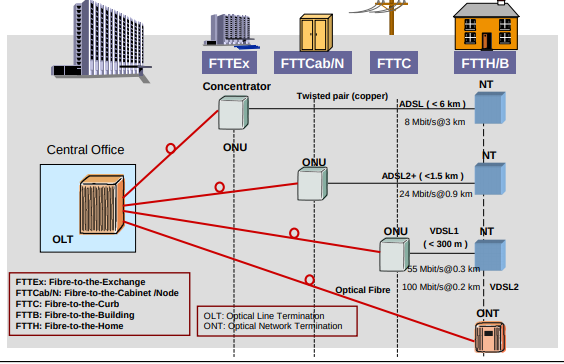 FTTEx
FTTCab/N
FTTC
FTTH/B
Concentrator
NT
Twisted pair (copper)
ADSL ( < 6 km )
8 Mbit/s@3 km
ONU
Central Office
ONU
NT
ADSL2+ ( <1.5 km )
24 Mbit/s@0.9 km
OLT
ONU
VDSL1
NT
( < 300 m )
55 Mbit/s@0.3 km
Optical Fibre
100 Mbit/s@0.2 km
VDSL2
FTTEx: Fibre-to-the-Exchange
FTTCab/N: Fibre-to-the-Cabinet /Node
FTTC: Fibre-to-the-Curb
FTTB: Fibre-to-the-Building
FTTH: Fibre-to-the-Home
OLT: Optical Line Termination
ONT: Optical Network Termination
ONT